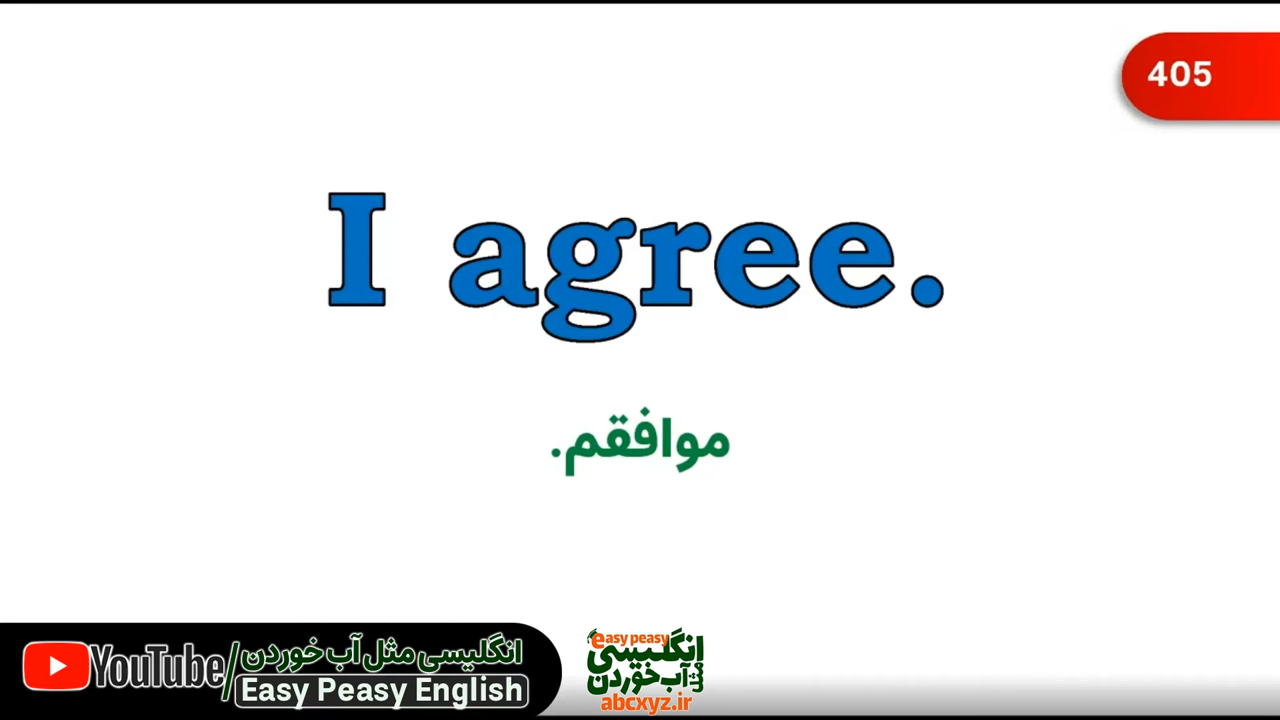 405
I agree.
موافقم.
YouTube/
انگلیسی مثل آب خوردن
Easy Peasy English
easy peasy
انگلیسی
مثل
آب خوردن
abcxyz.ir